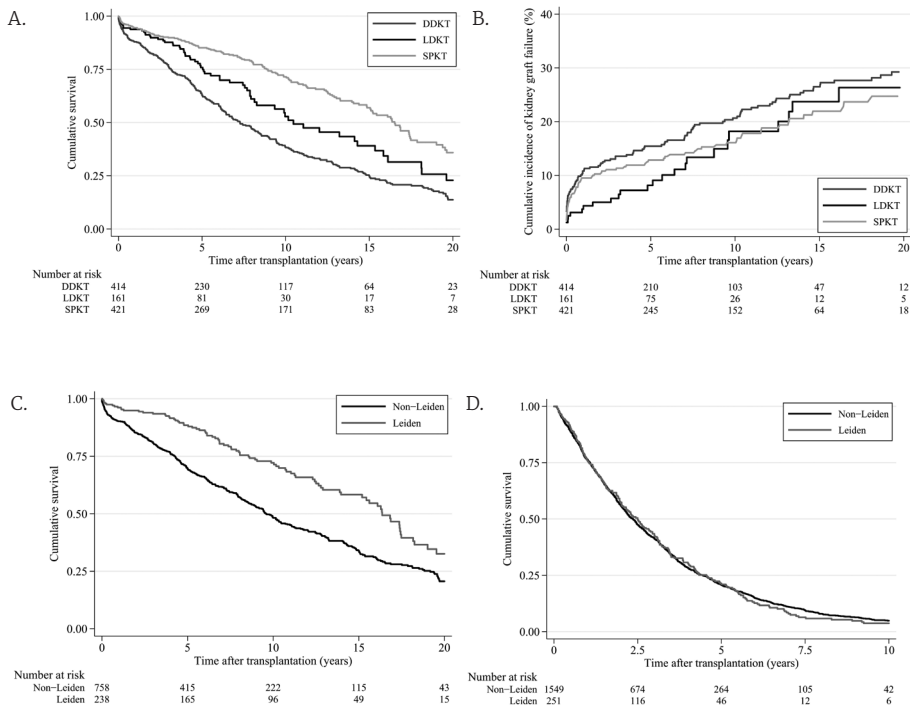 A.
Cumulative survival
1.00
0.75
0.50
0.25
0.00
DDKT
LDKT
SPKT
0 5 10 15 20
Time after transplantation (years)
Number at risk
DDKT 414 230 117 64 23
LDKT 161 81 30 17 7
SPKT 421 269 171 83 28
B.
Cumulative incidence of kidney graft failure (%)
40
30
20
10
0
DDKT
LDKT
SPKT
0 5 10 15 20
Time after transplantation (years)
Number at risk
DDKT 414 210 103 47 12
LDKT 161 75 26 12 5
SPKT 421 245 152 64 18
C.
Cumulative survival
1.00
0.75
0.50
0.25
0.00
Non-Leiden
Leiden
0 5 10 15 20
Time after transplantation (years)
Number at risk
Non-Leiden 758 415 222 115 43
Leiden 238 165 96 49 15
D.
Cumulative survival
1.00
0.75
0.50
0.25
0.00
Non-Leiden
Leiden
0 2.5 5 7.5 10
Time after transplantation (years)
Number at risk
Non-Leiden 1549 674 264 105 42
Leiden 251 116 46 12 6